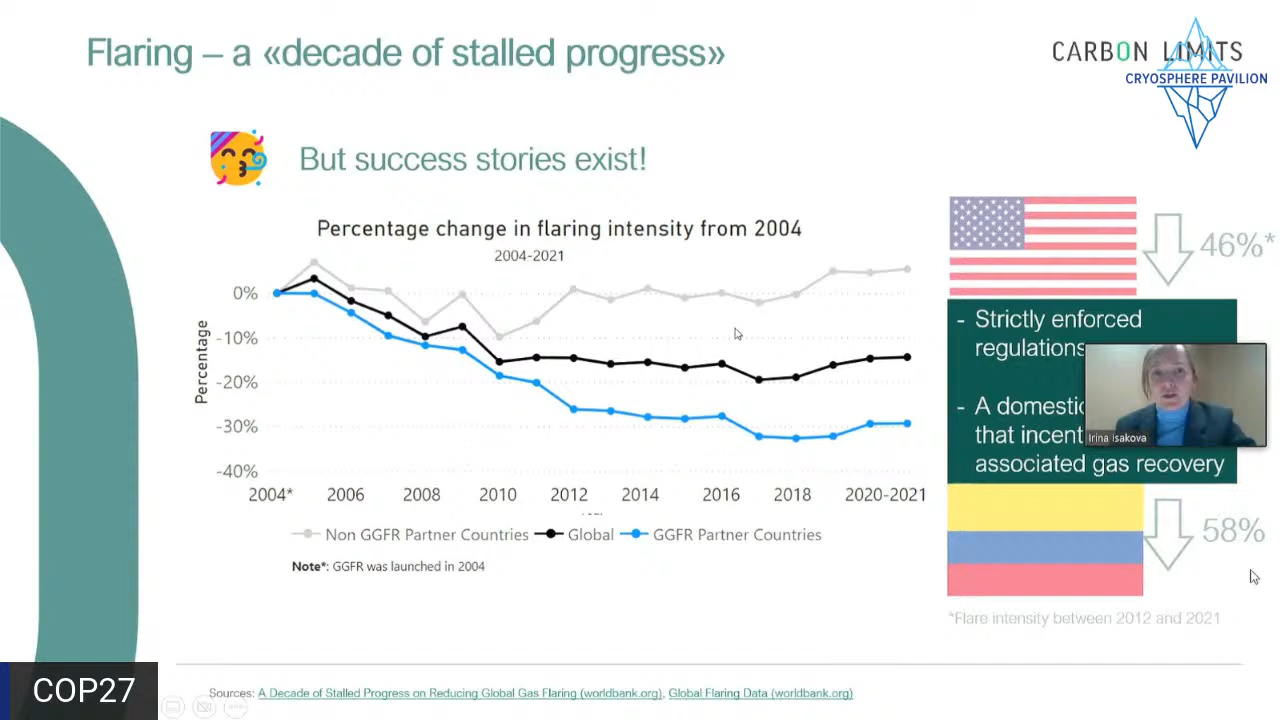 Flaring – a «decade of stalled progress»
CARBON LIMITS
CRYOSPHERE PAVILION
But success stories exist!
Percentage change in flaring intensity from 2004
2004-2021
Percentage
0%
-10%
-20%
-30%
-40%
2004* 2006 2008 2010 2012 2014 2016 2018 2020-2021
Non GGFR Partner Countries Global GGFR Partner Countries
Note*: GGFR was launched in 2004
46%*
- Strictly enforced
regulations
- A domestic
that incent
associated gas recovery
Irina Isakova
58%
*Flare intensity between 2012 and 2021
COP27
Sources: A Decade of Stalled Progress on Reducing Global Gas Flaring (worldbank.org), Global Flaring Data (worldbank.org)